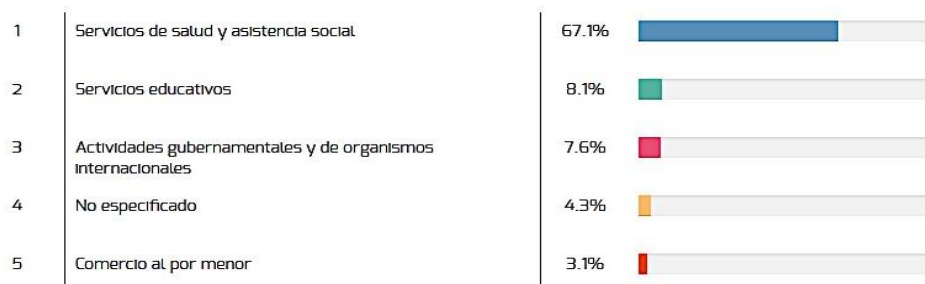 1 Servicios de salud y asistencia social 67.1%
2 Servicios educativos 8.1%
3 Actividades gubernamentales y de organismos internacionales 7.6%
4 No especificado 4.3%
5 Comercio al por menor 3.1%